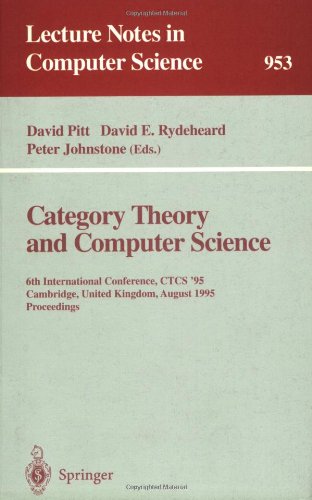 Lecture Notes in
Computer Science 953
David Pitt David E. Rydeheard
Peter Johnstone (Eds.)
Category Theory
and Computer Science
6th International Conference, CTCS '95
Cambridge, United Kingdom, August 1995
Proceedings
Springer